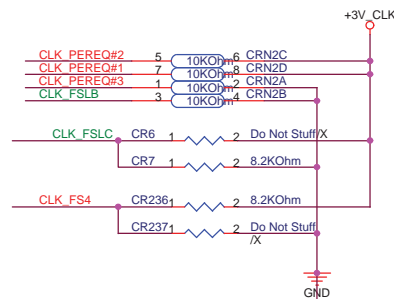 +3V_CLK
CLK_PEREQ#2 5 10KOhm 6 CRN2C
CLK_PEREQ#1 7 10KOhm 8 CRN2D
CLK_PEREQ#3 1 10KOhm 2 CRN2A
CLK_FSLB 3 10KOhm 4 CRN2B
CLK_FSLC CR6 1 2 Do Not Stuff/X
CR7 1 2 8.2KOhm
CLK_FS4 CR236 1 2 8.2KOhm
CR237 1 2 Do Not Stuff
/X
GND